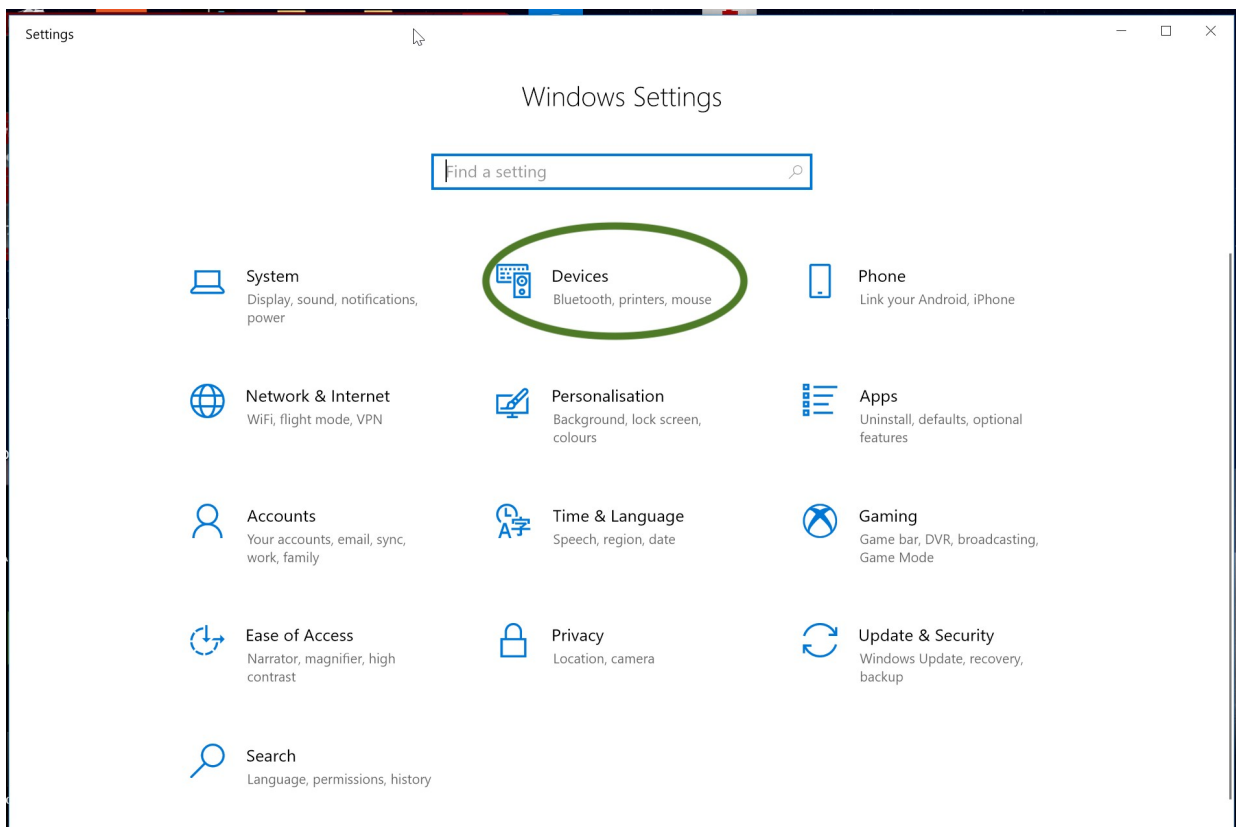 Settings
Windows Settings
Find a setting
System
Display, sound, notifications,
power
Devices
Bluetooth, printers, mouse
Phone
Link your Android, iPhone
Network & Internet
WiFi, flight mode, VPN
Personalisation
Background, lock screen,
colours
Apps
Uninstall, defaults, optional
features
Accounts
Your accounts, email, sync,
work, family
Time & Language
Speech, region, date
Gaming
Game bar, DVR, broadcasting,
Game Mode
Ease of Access
Narrator, magnifier, high
contrast
Privacy
Location, camera
Update & Security
Windows Update, recovery,
backup
Search
Language, permissions, history